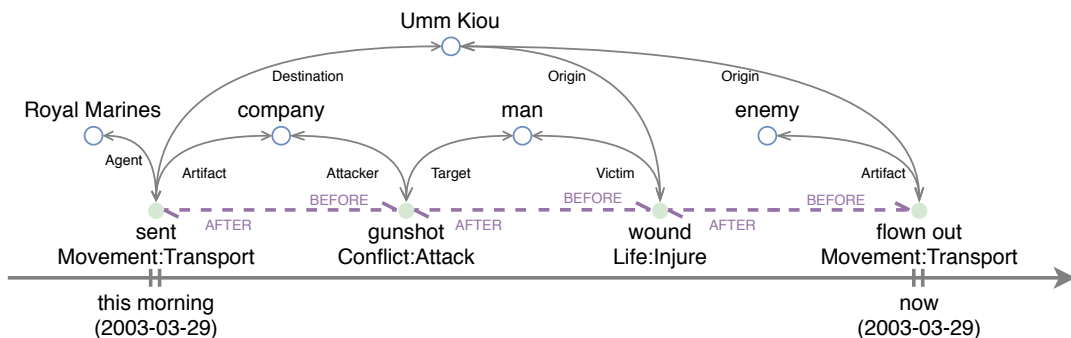 Umm Kiou
Destination
Origin
Origin
Royal Marines
company
man
enemy
Agent
Artifact
Attacker
Target
Victim
Artifact
BEFORE
BEFORE
BEFORE
AFTER
AFTER
AFTER
sent
gunshot
wound
flown out
Movement:Transport
Conflict:Attack
Life:Injure
Movement:Transport
this morning
now
(2003-03-29)
(2003-03-29)